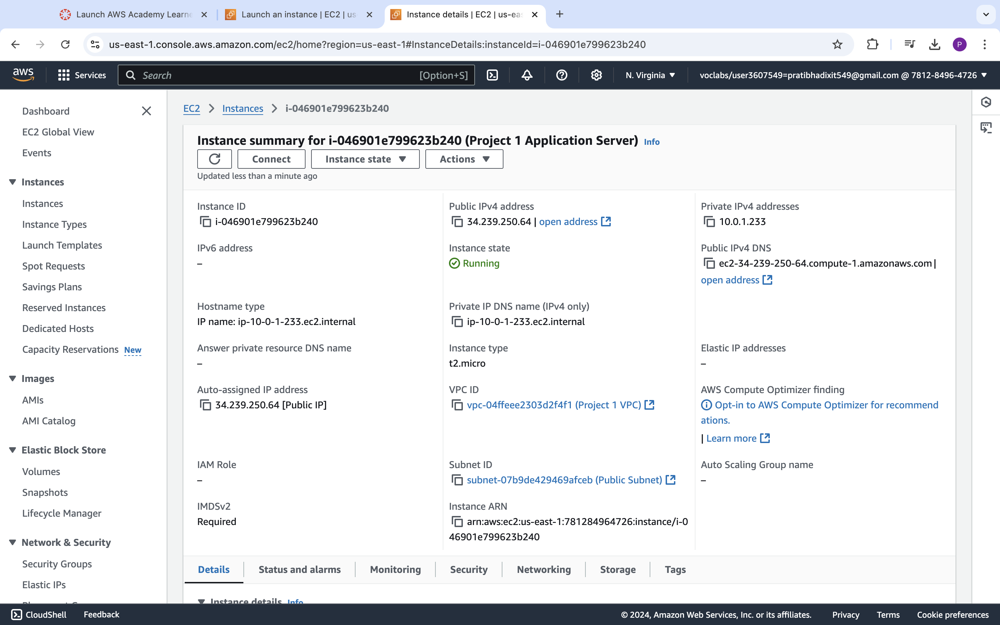 Launch AWS Academy Learne
Launch an instance | EC2 | us
Instance details | EC2 | us-eas
us-east-1.console.aws.amazon.com/ec2/home?region=us-east-1#InstanceDetails:instanceId=i-046901e799623b240
P
aws
Services
Search
[Option+S]
N. Virginia
voclabs/user3607549=pratibhadixit549@gmail.com @ 7812-8496-4726
Dashboard
EC2 Global View
Events
Instances
Instances
Instance Types
Launch Templates
Spot Requests
Savings Plans
Reserved Instances
Dedicated Hosts
Capacity Reservations New
Images
AMIs
AMI Catalog
Elastic Block Store
Volumes
Snapshots
Lifecycle Manager
Network & Security
Security Groups
Elastic IPs
EC2 > Instances > i-046901e799623b240
Instance summary for i-046901e799623b240 (Project 1 Application Server) Info
Connect
Instance state
Actions
Updated less than a minute ago
Instance ID
i-046901e799623b240
Public IPv4 address
34.239.250.64 | open address
Private IPv4 addresses
10.0.1.233
IPv6 address
–
Instance state
Running
Public IPv4 DNS
ec2-34-239-250-64.compute-1.amazonaws.com |
open address
Hostname type
IP name: ip-10-0-1-233.ec2.internal
Private IP DNS name (IPv4 only)
ip-10-0-1-233.ec2.internal
Answer private resource DNS name
–
Instance type
t2.micro
Elastic IP addresses
–
Auto-assigned IP address
34.239.250.64 [Public IP]
VPC ID
vpc-04ffeee2303d2f4f1 (Project 1 VPC)
AWS Compute Optimizer finding
Opt-in to AWS Compute Optimizer for recommend
ations.
| Learn more
IAM Role
–
Subnet ID
subnet-07b9de429469afceb (Public Subnet)
Auto Scaling Group name
–
IMDSv2
Required
Instance ARN
arn:aws:ec2:us-east-1:781284964726:instance/i-0
46901e799623b240
Details
Status and alarms
Monitoring
Security
Networking
Storage
Tags
Instance details Info
CloudShell
Feedback
© 2024, Amazon Web Services, Inc. or its affiliates.
Privacy
Terms
Cookie preferences